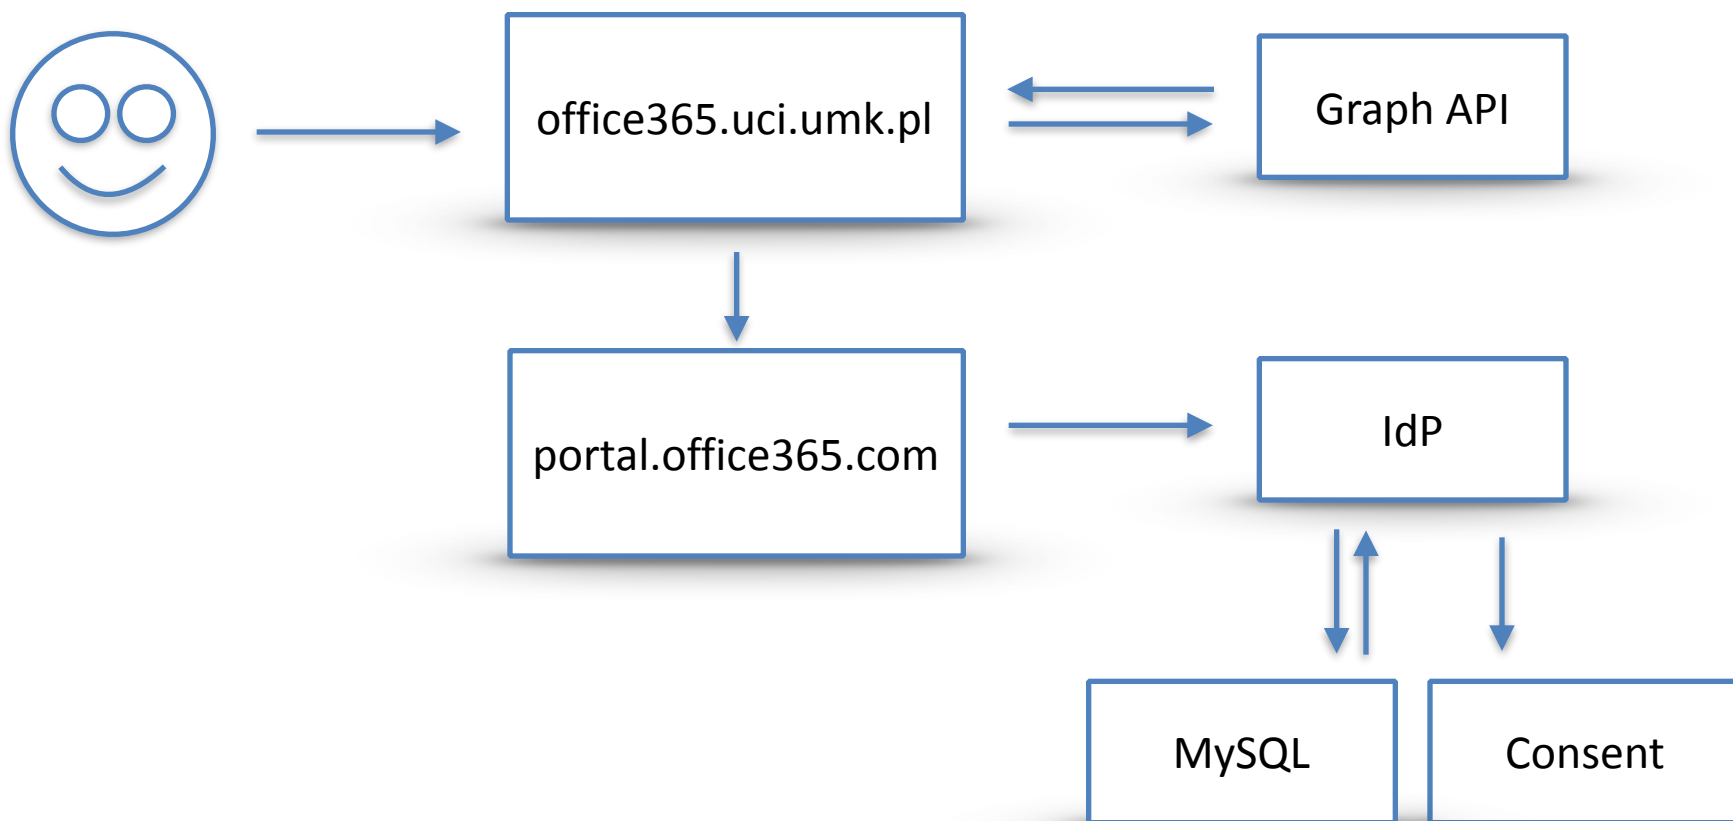 office365.uci.umk.pl
Graph API
portal.office365.com
IdP
MySQL
Consent